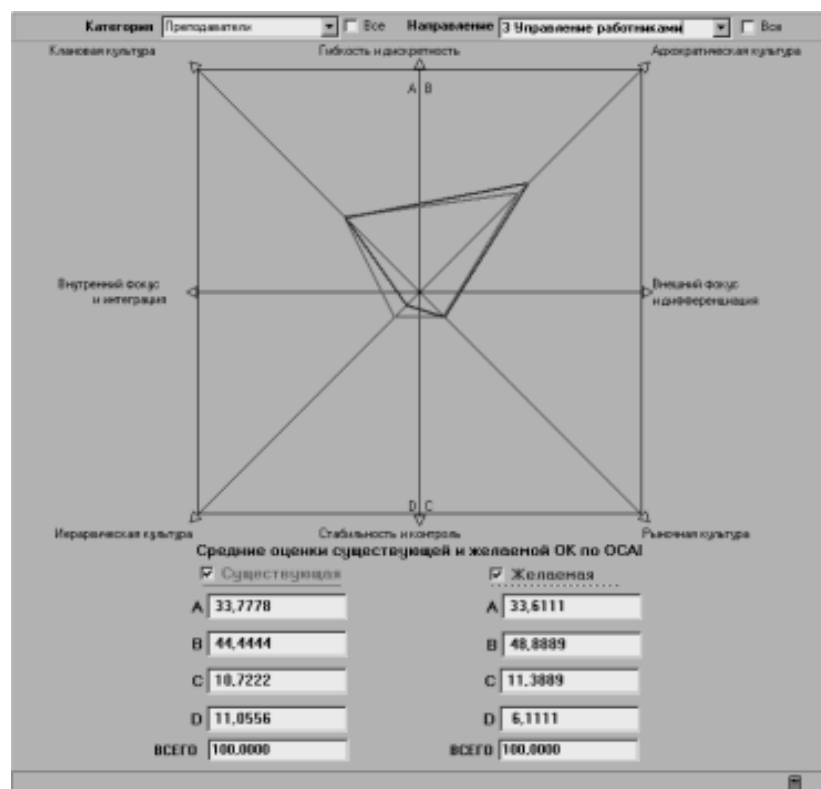 Категория Преподаватели Все Направление 3 Управление работниками Все
Клановая культура Гибкость и дискретность Адхократическая культура
A B
Внутренний фокус
и интеграция
Внешний фокус
и дифференциация
D C
Иерархическая культура Стабильность и контроль Рыночная культура
Средние оценки существующей и желаемой ОК по OCAI
Существующая Желаемая
A 33,7778 A 33,6111
B 44,4444 B 48,8889
C 10,7222 C 11,3889
D 11,0556 D 6,1111
ВСЕГО 100,0000 ВСЕГО 100,0000